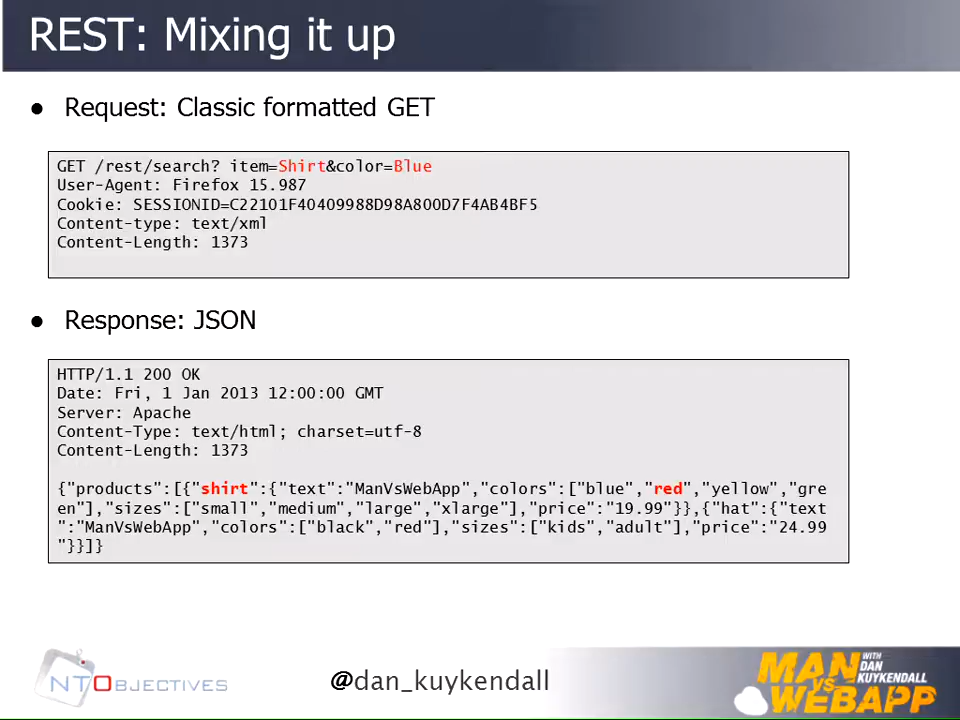 REST: Mixing it up
● Request: Classic formatted GET
GET /rest/search? item=Shirt&color=Blue
User-Agent: Firefox 15.987
Cookie: SESSIONID=C22101F40409988D98A800D7F4AB4BF5
Content-type: text/xml
Content-Length: 1373
● Response: JSON
HTTP/1.1 200 OK
Date: Fri, 1 Jan 2013 12:00:00 GMT
Server: Apache
Content-Type: text/html; charset=utf-8
Content-Length: 1373
{"products":[{"shirt":{"text":"ManVsWebApp","colors":["blue","red","yellow","gre
en"],"sizes":["small","medium","large","xlarge"],"price":"19.99"}},{"hat":{"text
":"ManVsWebApp","colors":["black","red"],"sizes":["kids","adult"],"price":"24.99
"}}]}
NTOBJECTIVES
@dan_kuykendall
MAN WITH DAN KUYKENDALL
VS
WEBAPP